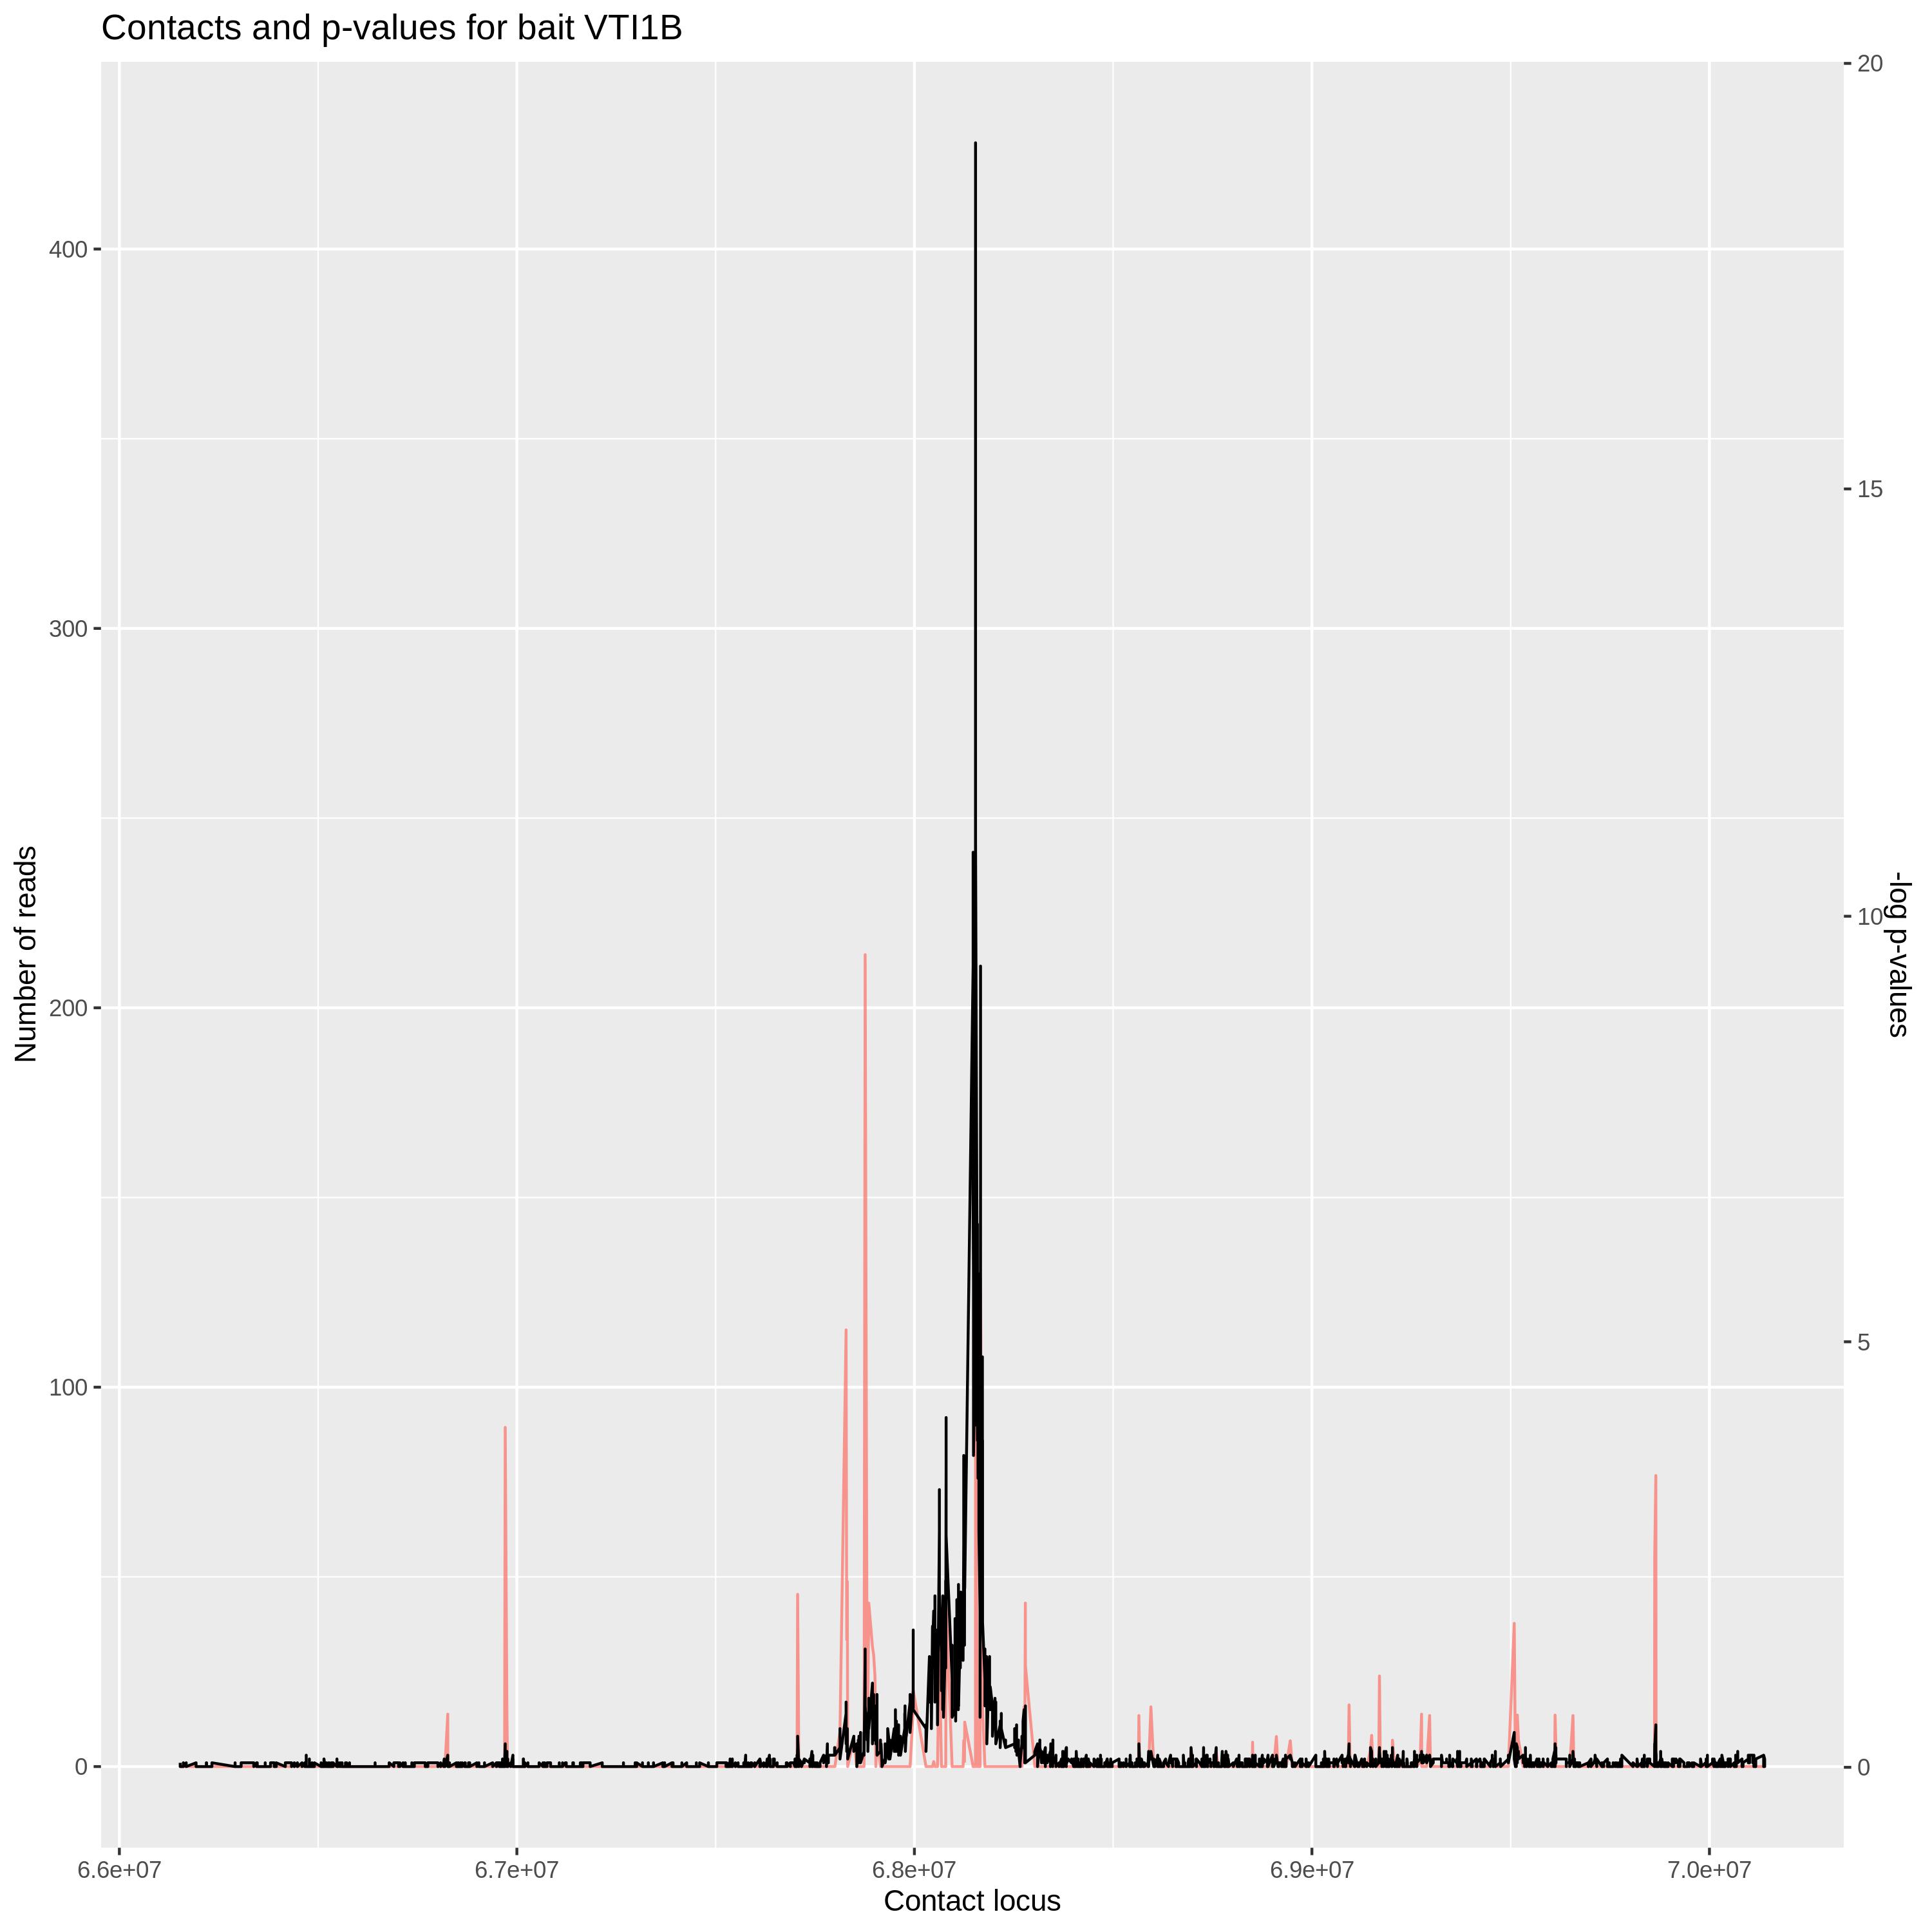 Contacts and p-values for bait VTI1B
20
400
15
300
Number of reads
-log p-values
10
200
5
100
0
0
6.6e+07
6.7e+07
6.8e+07
6.9e+07
7.0e+07
Contact locus